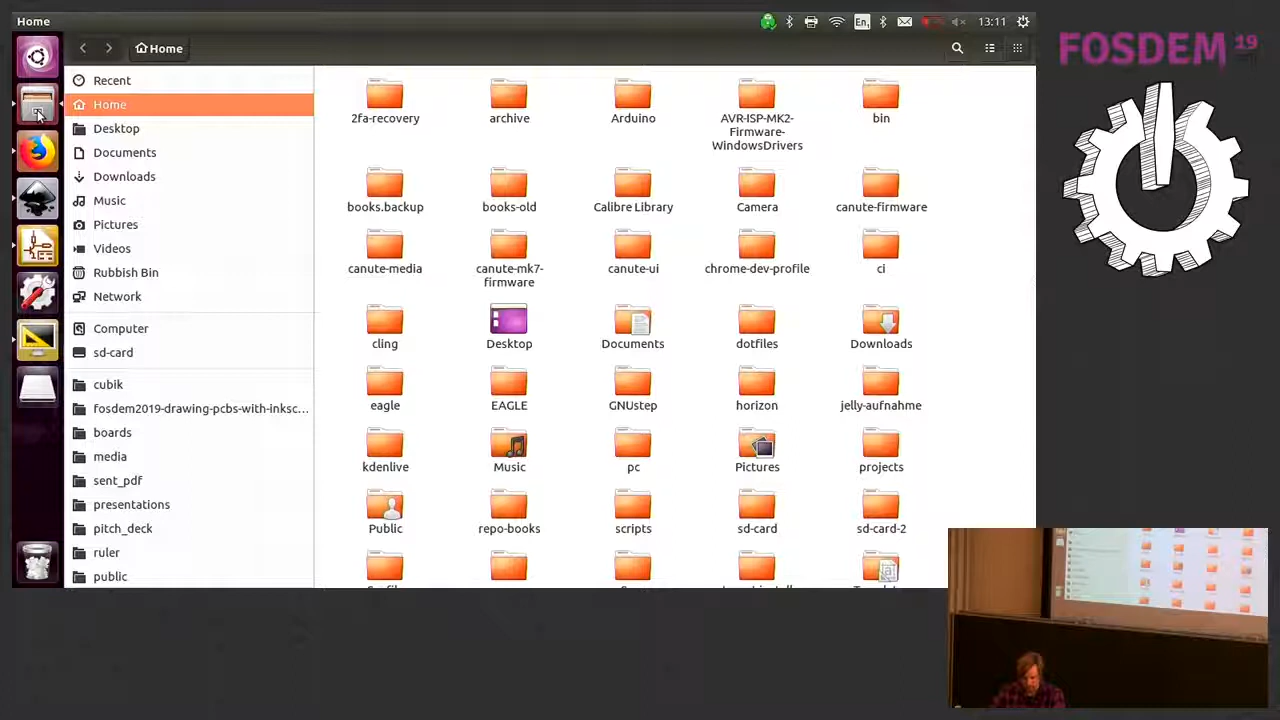 Home
En
13:11
Home
FOSDEM 19
Recent
Home
Desktop
Documents
Downloads
Music
Pictures
Videos
Rubbish Bin
Network
Computer
sd-card
cubik
fosdem2019-drawing-pcbs-with-inksc...
boards
media
sent_pdf
presentations
pitch_deck
ruler
public
2fa-recovery
archive
Arduino
AVR-ISP-MK2-
Firmware-
WindowsDrivers
bin
books.backup
books-old
Calibre Library
Camera
canute-firmware
canute-media
canute-mk7-
firmware
canute-ui
chrome-dev-profile
ci
cling
Desktop
Documents
dotfiles
Downloads
eagle
EAGLE
GNUstep
horizon
jelly-aufnahme
kdenlive
Music
pc
Pictures
projects
Public
repo-books
scripts
sd-card
sd-card-2